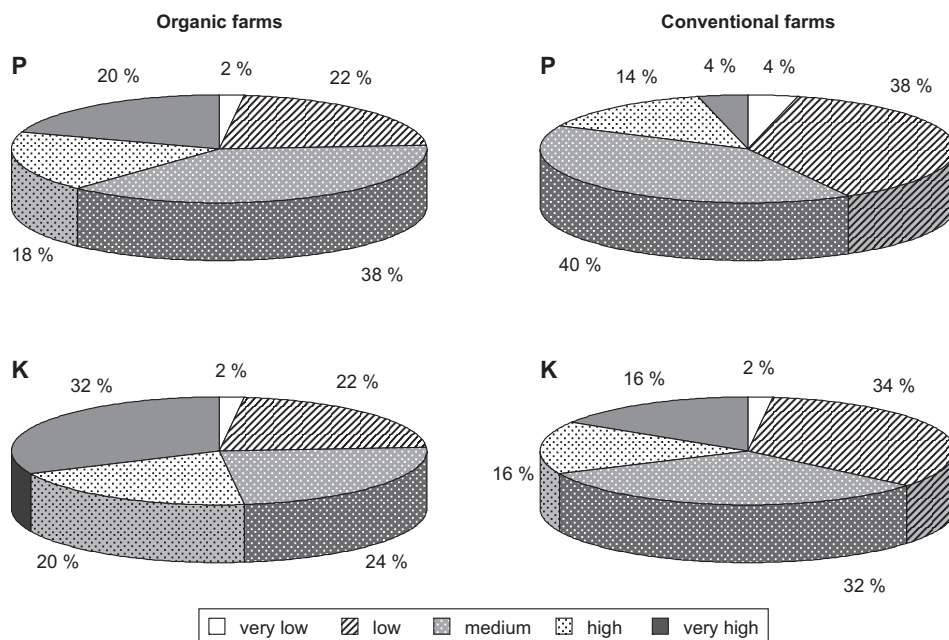 Organic farms
Conventional farms
P
20 %
2 %
22 %
18 %
38 %
P
14 %
4 %
4 %
38 %
40 %
K
32 %
2 %
22 %
20 %
24 %
K
16 %
2 %
34 %
16 %
32 %
very low
low
medium
high
very high